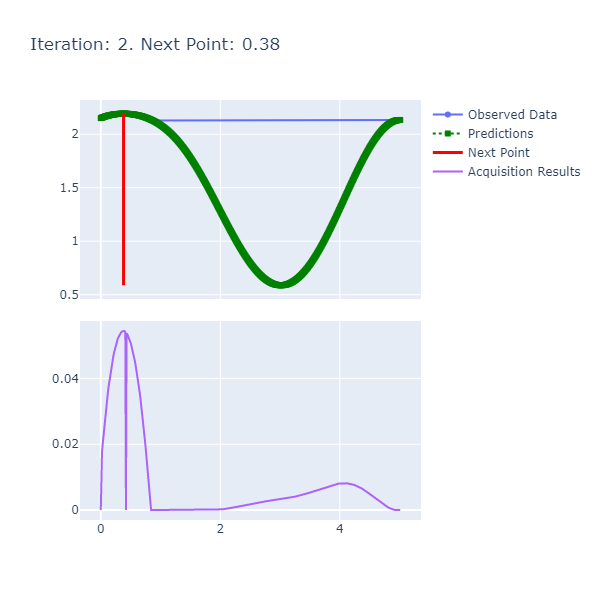 Iteration: 2. Next Point: 0.38
Observed Data
Predictions
Next Point
Acquisition Results
2
1.5
1
0.5
0.04
0.02
0
0
2
4